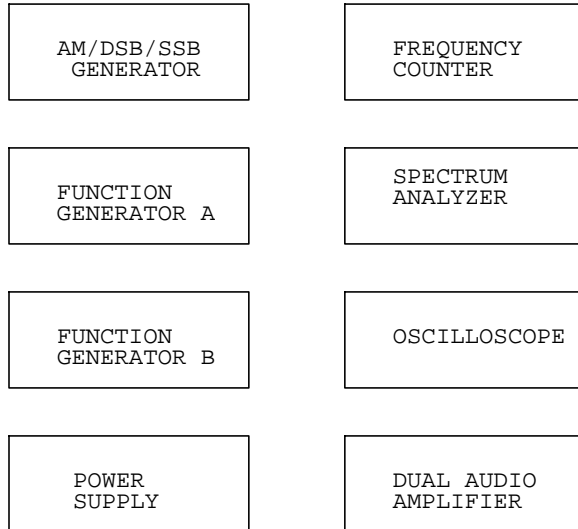 AM/DSB/SSB
GENERATOR
FREQUENCY
COUNTER
FUNCTION
GENERATOR A
SPECTRUM
ANALYZER
FUNCTION
GENERATOR B
OSCILLOSCOPE
POWER
SUPPLY
DUAL AUDIO
AMPLIFIER